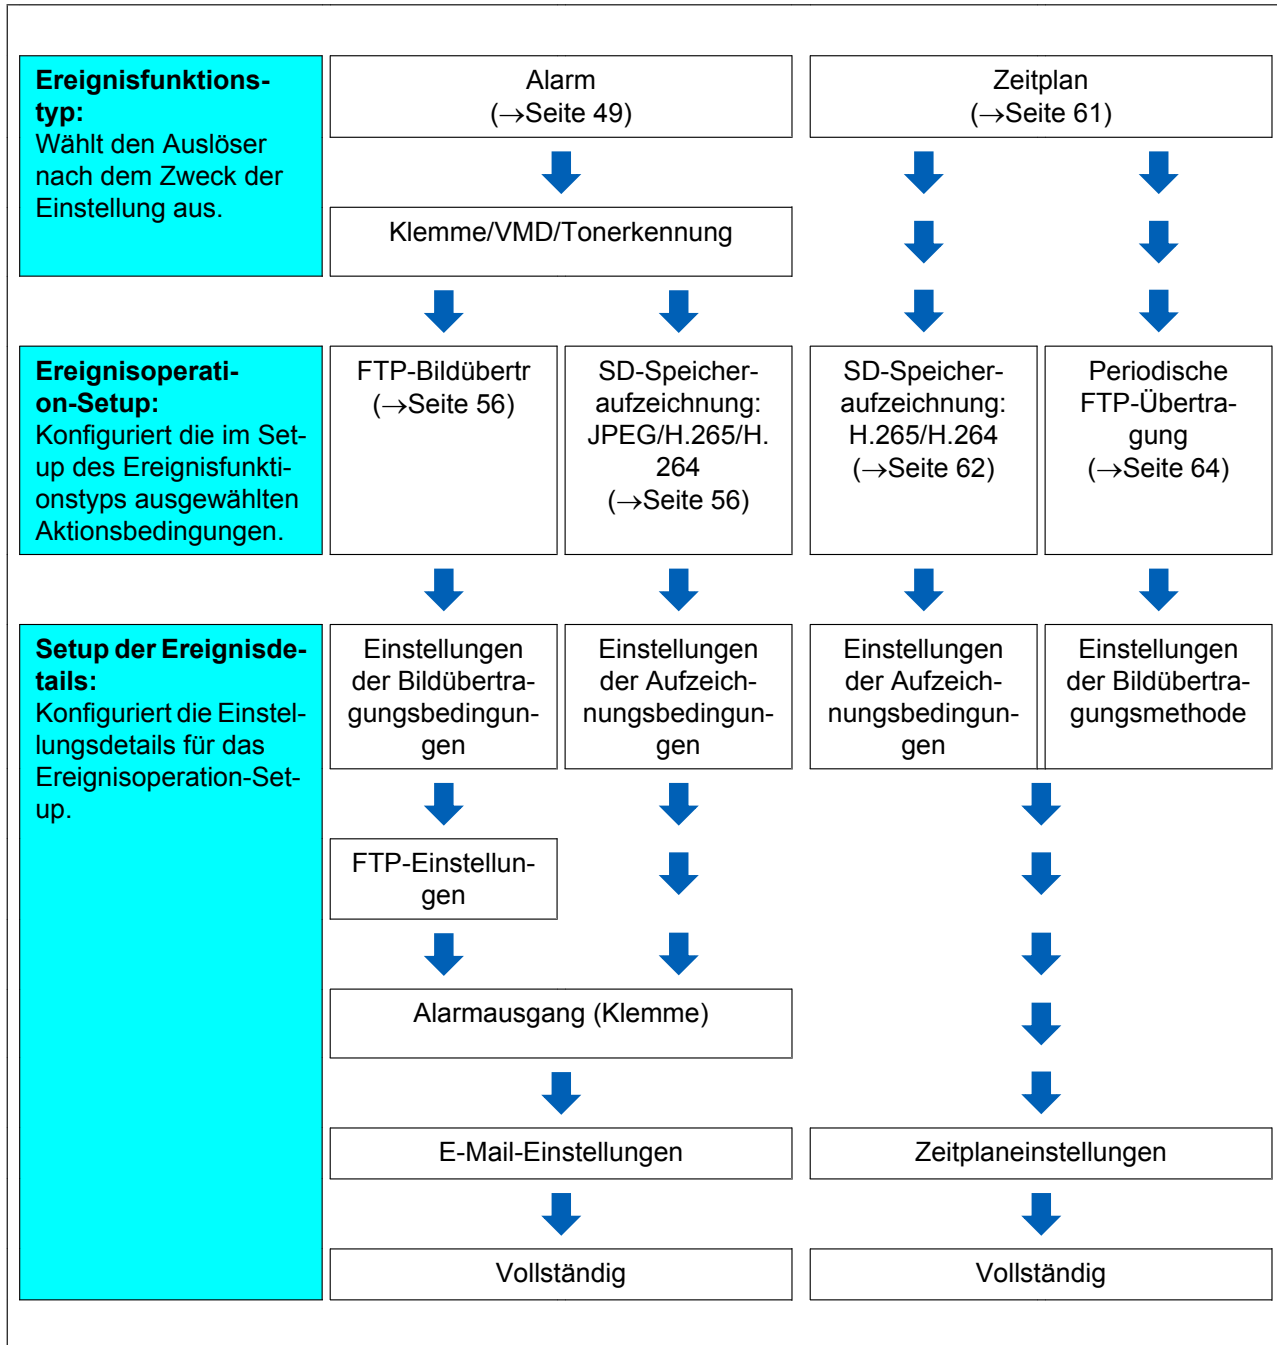 Ereignisfunktions-
typ:
Wählt den Auslöser
nach dem Zweck der
Einstellung aus.
Alarm
(→Seite 49)
Zeitplan
(→Seite 61)
Klemme/VMD/Tonerkennung
Ereignisoperati-
on-Setup:
Konfiguriert die im Set-
up des Ereignisfunkti-
onstyps ausgewählten
Aktionsbedingungen.
FTP-Bildübertr
(→Seite 56)
SD-Speicher-
aufzeichnung:
JPEG/H.265/H.
264
(→Seite 56)
SD-Speicher-
aufzeichnung:
H.265/H.264
(→Seite 62)
Periodische
FTP-Übertra-
gung
(→Seite 64)
Setup der Ereignisde-
tails:
Konfiguriert die Einstel-
lungsdetails für das
Ereignisoperation-Set-
up.
Einstellungen
der Bildübertra-
gungsbedingun-
gen
Einstellungen
der Aufzeich-
nungsbedingun-
gen
Einstellungen
der Aufzeich-
nungsbedingun-
gen
Einstellungen
der Bildübertra-
gungsmethode
FTP-Einstellun-
gen
Alarmausgang (Klemme)
E-Mail-Einstellungen
Zeitplaneinstellungen
Vollständig
Vollständig